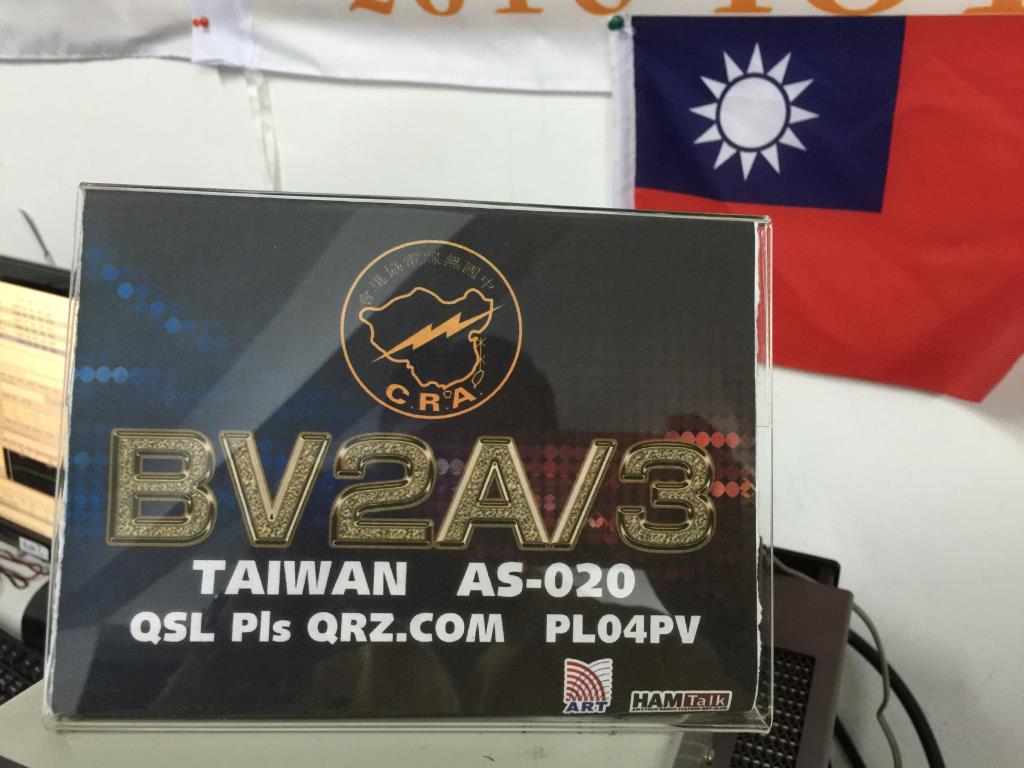 中國無線電協進會
C.R.A.
BV2A/3
TAIWAN AS-020
QSL Pls QRZ.COM PL04PV
ART
HAMTalk